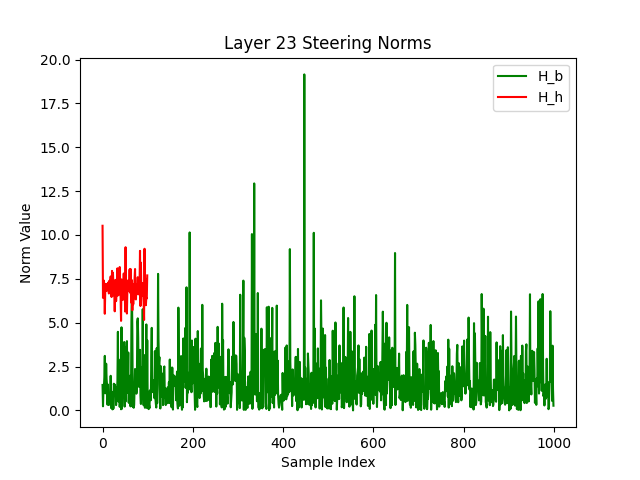 Layer 23 Steering Norms
H_b
H_h
20.0
17.5
15.0
12.5
10.0
7.5
5.0
2.5
0.0
Norm Value
0 200 400 600 800 1000
Sample Index